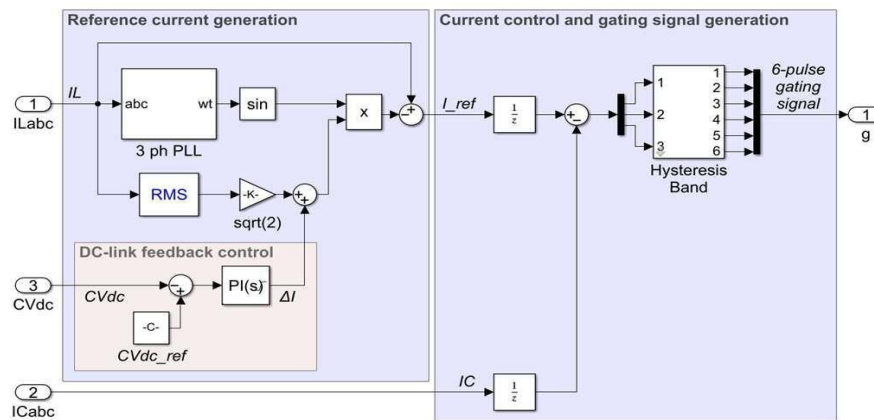 Reference current generation
Current control and gating signal generation
IL
1
ILabc
abc
wt
3 ph PLL
sin
x
I_ref
1
z
1
2
3
1
2
3
4
5
6
Hysteresis
Band
6-pulse
gating
signal
1
g
RMS
-K-
sqrt(2)
DC-link feedback control
3
CVdc
CVdc
PI(s)
ΔI
-C-
CVdc_ref
2
ICabc
IC
1
z